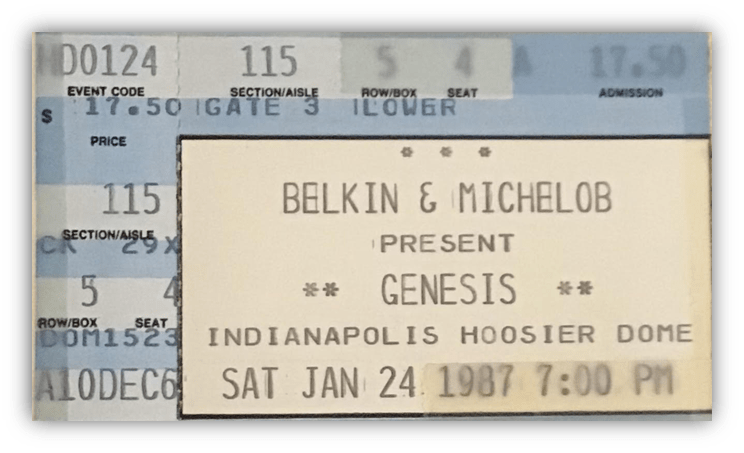 HD0124 115 5 4 A 17.50
EVENT CODE SECTION/AISLE ROW/BOX SEAT ADMISSION
$ 17.50 GATE 3 LOWER
PRICE
* * *
BELKIN & MICHELOB
115
SECTION/AISLE
PRESENT
CK 29X
5 4
** GENESIS **
ROW/BOX SEAT
INDIANAPOLIS HOOSIER DOME
DOM1523
A10DEC6
SAT JAN 24 1987 7:00 PM